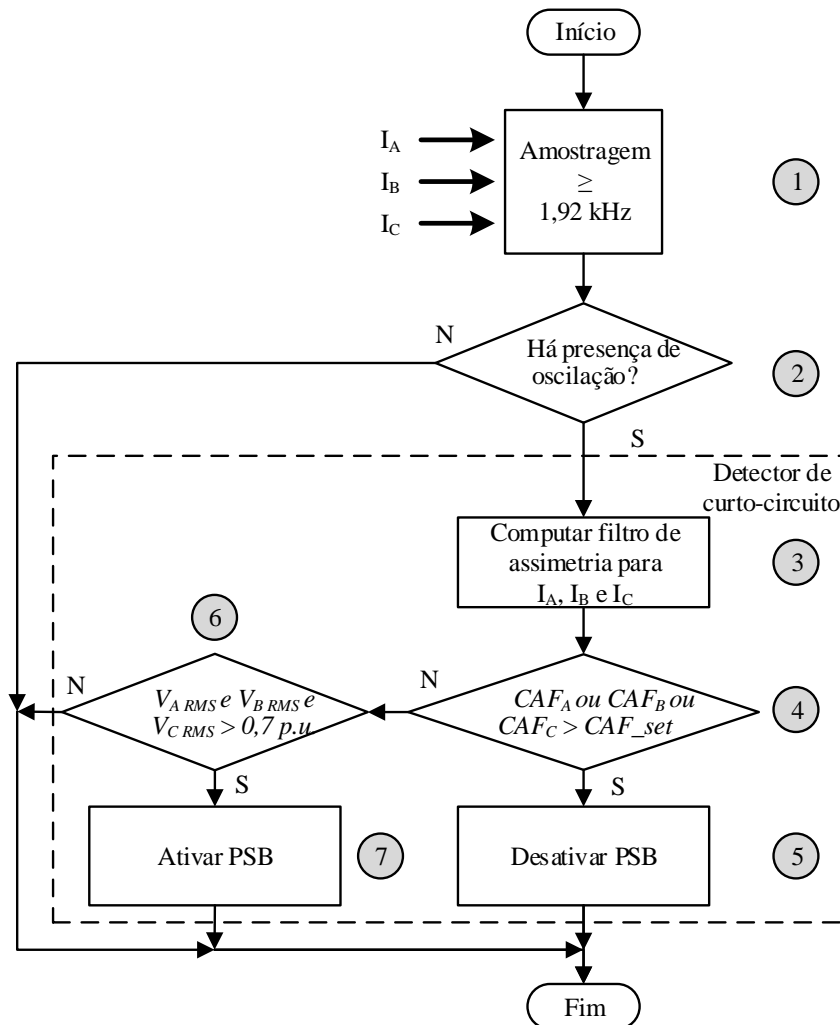 Início
I_A
I_B
I_C
Amostragem
≥
1,92 kHz
1
N
Há presença de
oscilação?
2
S
Detector de
curto-circuito
Computar filtro de
assimetria para
I_A, I_B e I_C
3
6
N
V_A RMS e V_B RMS e
V_C RMS > 0,7 p.u
N
CAF_A ou CAF_B ou
CAF_C > CAF_set
4
S
S
Ativar PSB
7
Desativar PSB
5
Fim